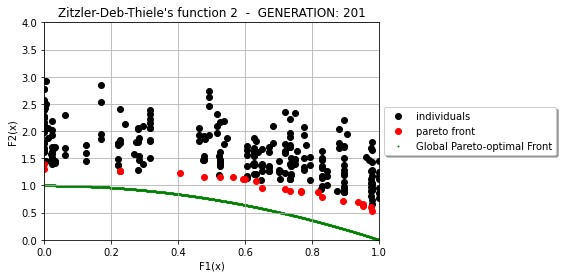 Zitzler-Deb-Thiele's function 2 - GENERATION: 201
4.0
3.5
3.0
2.5
2.0
1.5
1.0
0.5
0.0
F2(x)
0.0 0.2 0.4 0.6 0.8 1.0
F1(x)
individuals
pareto front
Global Pareto-optimal Front